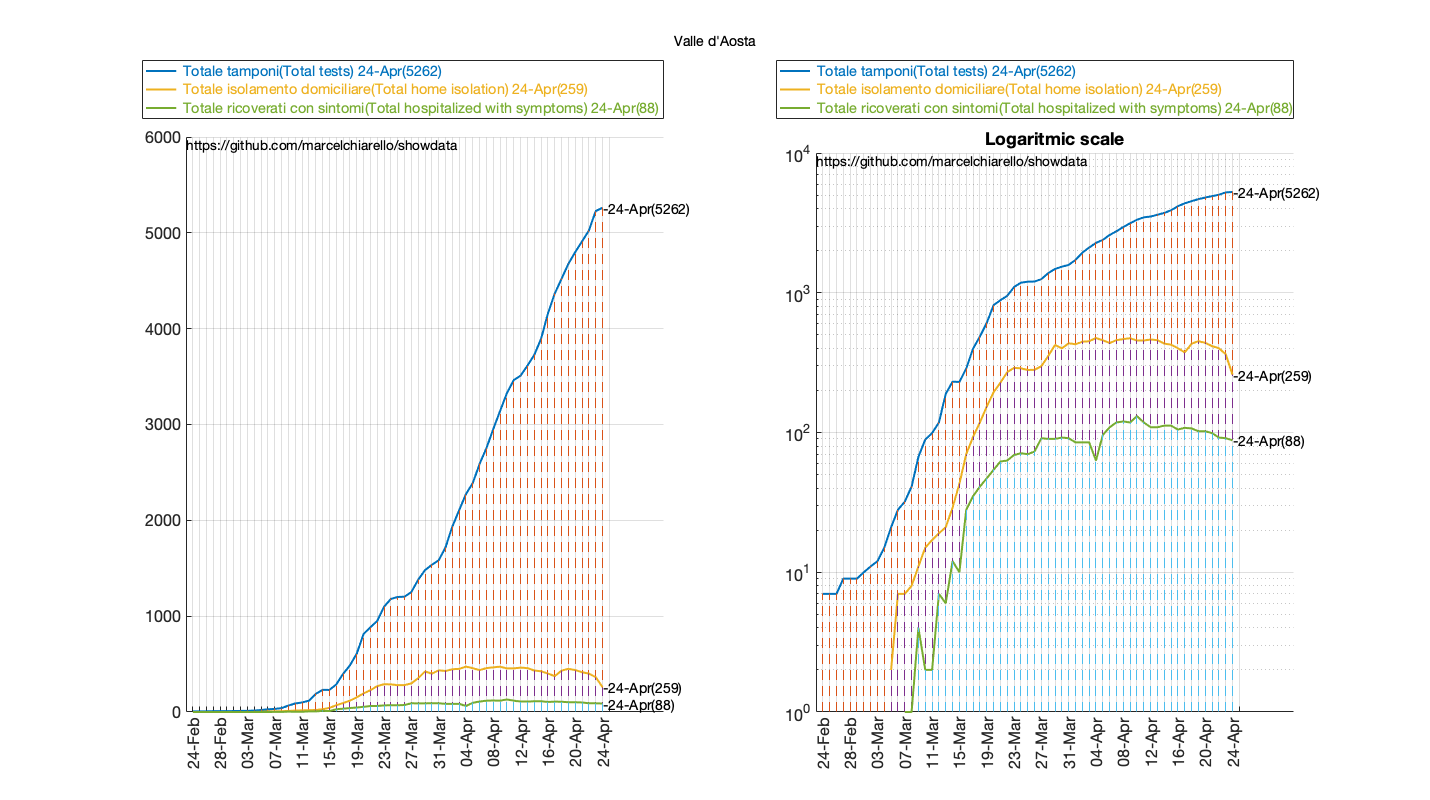 Valle d'Aosta
Totale tamponi(Total tests) 24-Apr(5262)
Totale isolamento domiciliare(Total home isolation) 24-Apr(259)
Totale ricoverati con sintomi(Total hospitalized with symptoms) 24-Apr(88)
6000
https://github.com/marcelchiarello/showdata
-24-Apr(5262)
5000
4000
3000
2000
1000
-24-Apr(259)
-24-Apr(88)
0
24-Feb
28-Feb
03-Mar
07-Mar
11-Mar
15-Mar
19-Mar
23-Mar
27-Mar
31-Mar
04-Apr
08-Apr
12-Apr
16-Apr
20-Apr
24-Apr
Totale tamponi(Total tests) 24-Apr(5262)
Totale isolamento domiciliare(Total home isolation) 24-Apr(259)
Totale ricoverati con sintomi(Total hospitalized with symptoms) 24-Apr(88)
Logaritmic scale
10^4
https://github.com/marcelchiarello/showdata
-24-Apr(5262)
10^3
-24-Apr(259)
10^2
-24-Apr(88)
10^1
10^0
24-Feb
28-Feb
03-Mar
07-Mar
11-Mar
15-Mar
19-Mar
23-Mar
27-Mar
31-Mar
04-Apr
08-Apr
12-Apr
16-Apr
20-Apr
24-Apr